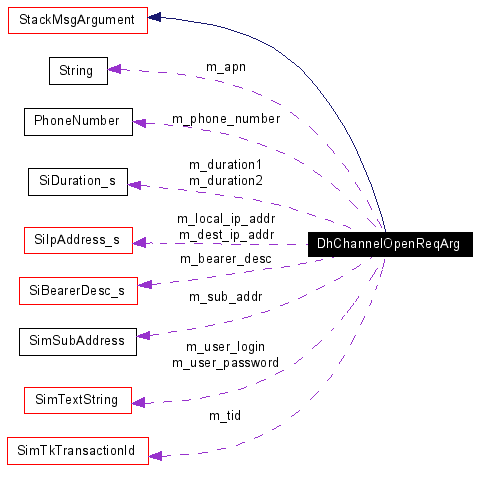 StackMsgArgument
String
m_apn
PhoneNumber
m_phone_number
SiDuration_s
m_duration1
m_duration2
m_local_ip_addr
SiIpAddress_s
m_dest_ip_addr
DhChannelOpenReqArg
m_bearer_desc
SiBearerDesc_s
m_sub_addr
SimSubAddress
m_user_login
m_user_password
SimTextString
m_tid
SimTkTransactionId